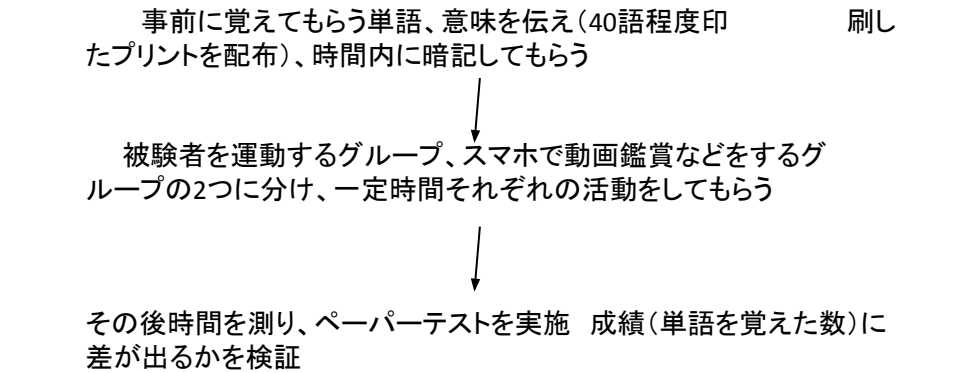 事前に覚えてもらう単語、意味を伝え（40語程度印　　　刷し
たプリントを配布）、時間内に暗記してもらう
被験者を運動するグループ、スマホで動画鑑賞などをするグ
ループの2つに分け、一定時間それぞれの活動をしてもらう
その後時間を測り、ペーパーテストを実施　成績（単語を覚えた数）に
差が出るかを検証